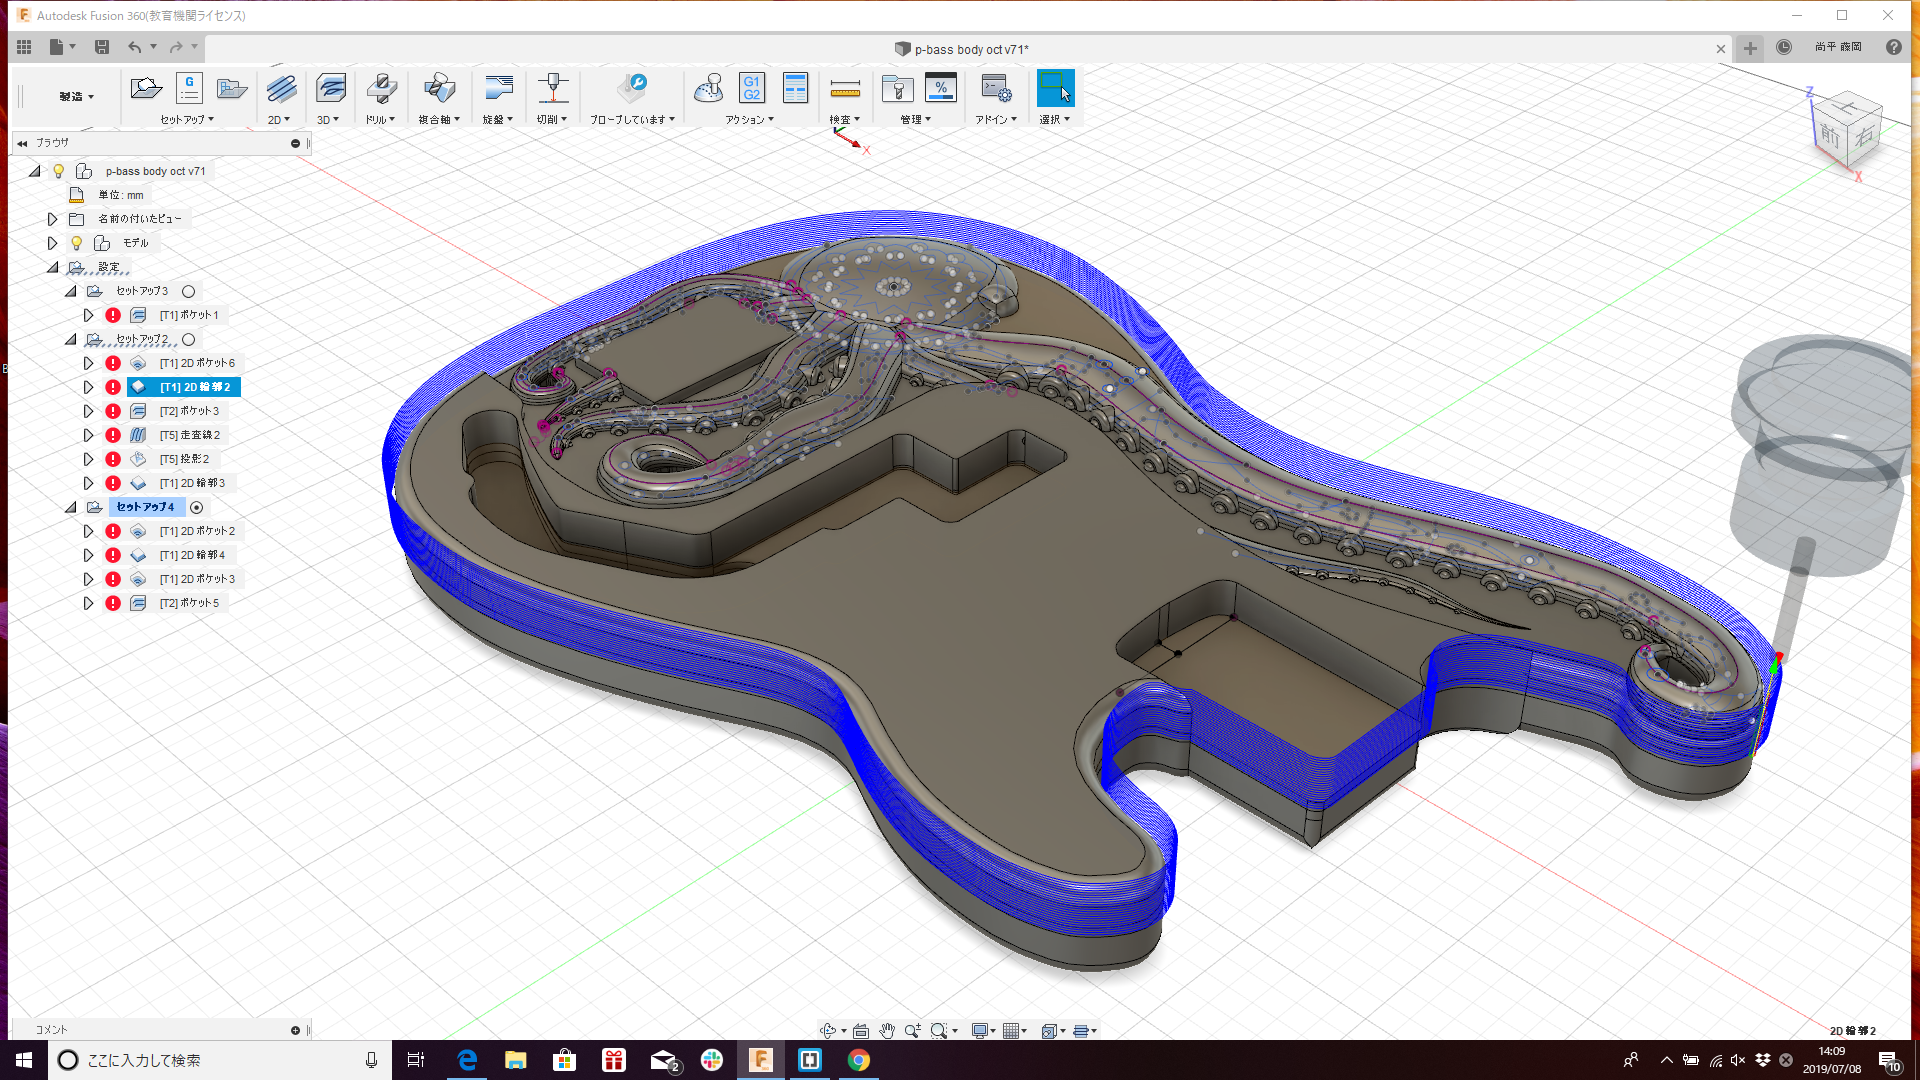 Autodesk Fusion 360(教育機関ライセンス)
p-bass body oct v71*
尚平 藤岡
製造
G
G1
G2
%
セットアップ
2D
3D
ドリル
複合軸
旋盤
切削
プローブしています
アクション
検査
管理
アドイン
選択
ブラウザ
p-bass body oct v71
単位: mm
名前の付いたビュー
モデル
設定
セットアップ3
[T1] ポケット1
セットアップ2
[T1] 2D ポケット6
[T1] 2D 輪郭2
[T2] ポケット3
[T5] 走査線2
[T5] 投影2
[T1] 2D 輪郭3
セットアップ4
[T1] 2D ポケット2
[T1] 2D 輪郭4
[T1] 2D ポケット3
[T2] ポケット5
X
Z
上
前
右
X
コメント
2D 輪郭2
ここに入力して検索
2
14:09
2019/07/08
10